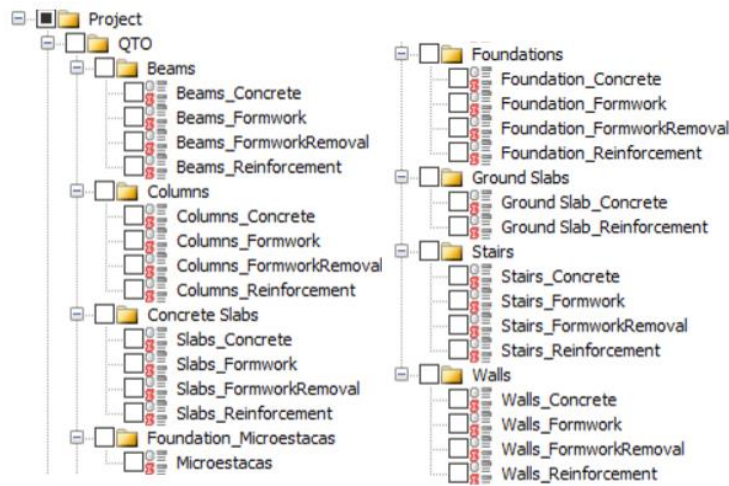 Project
QTO
Beams
Beams_Concrete
Beams_Formwork
Beams_FormworkRemoval
Beams_Reinforcement
Columns
Columns_Concrete
Columns_Formwork
Columns_FormworkRemoval
Columns_Reinforcement
Concrete Slabs
Slabs_Concrete
Slabs_Formwork
Slabs_FormworkRemoval
Slabs_Reinforcement
Foundation_Microestacas
Microestacas
Foundations
Foundation_Concrete
Foundation_Formwork
Foundation_FormworkRemoval
Foundation_Reinforcement
Ground Slabs
Ground Slab_Concrete
Ground Slab_Reinforcement
Stairs
Stairs_Concrete
Stairs_Formwork
Stairs_FormworkRemoval
Stairs_Reinforcement
Walls
Walls_Concrete
Walls_Formwork
Walls_FormworkRemoval
Walls_Reinforcement